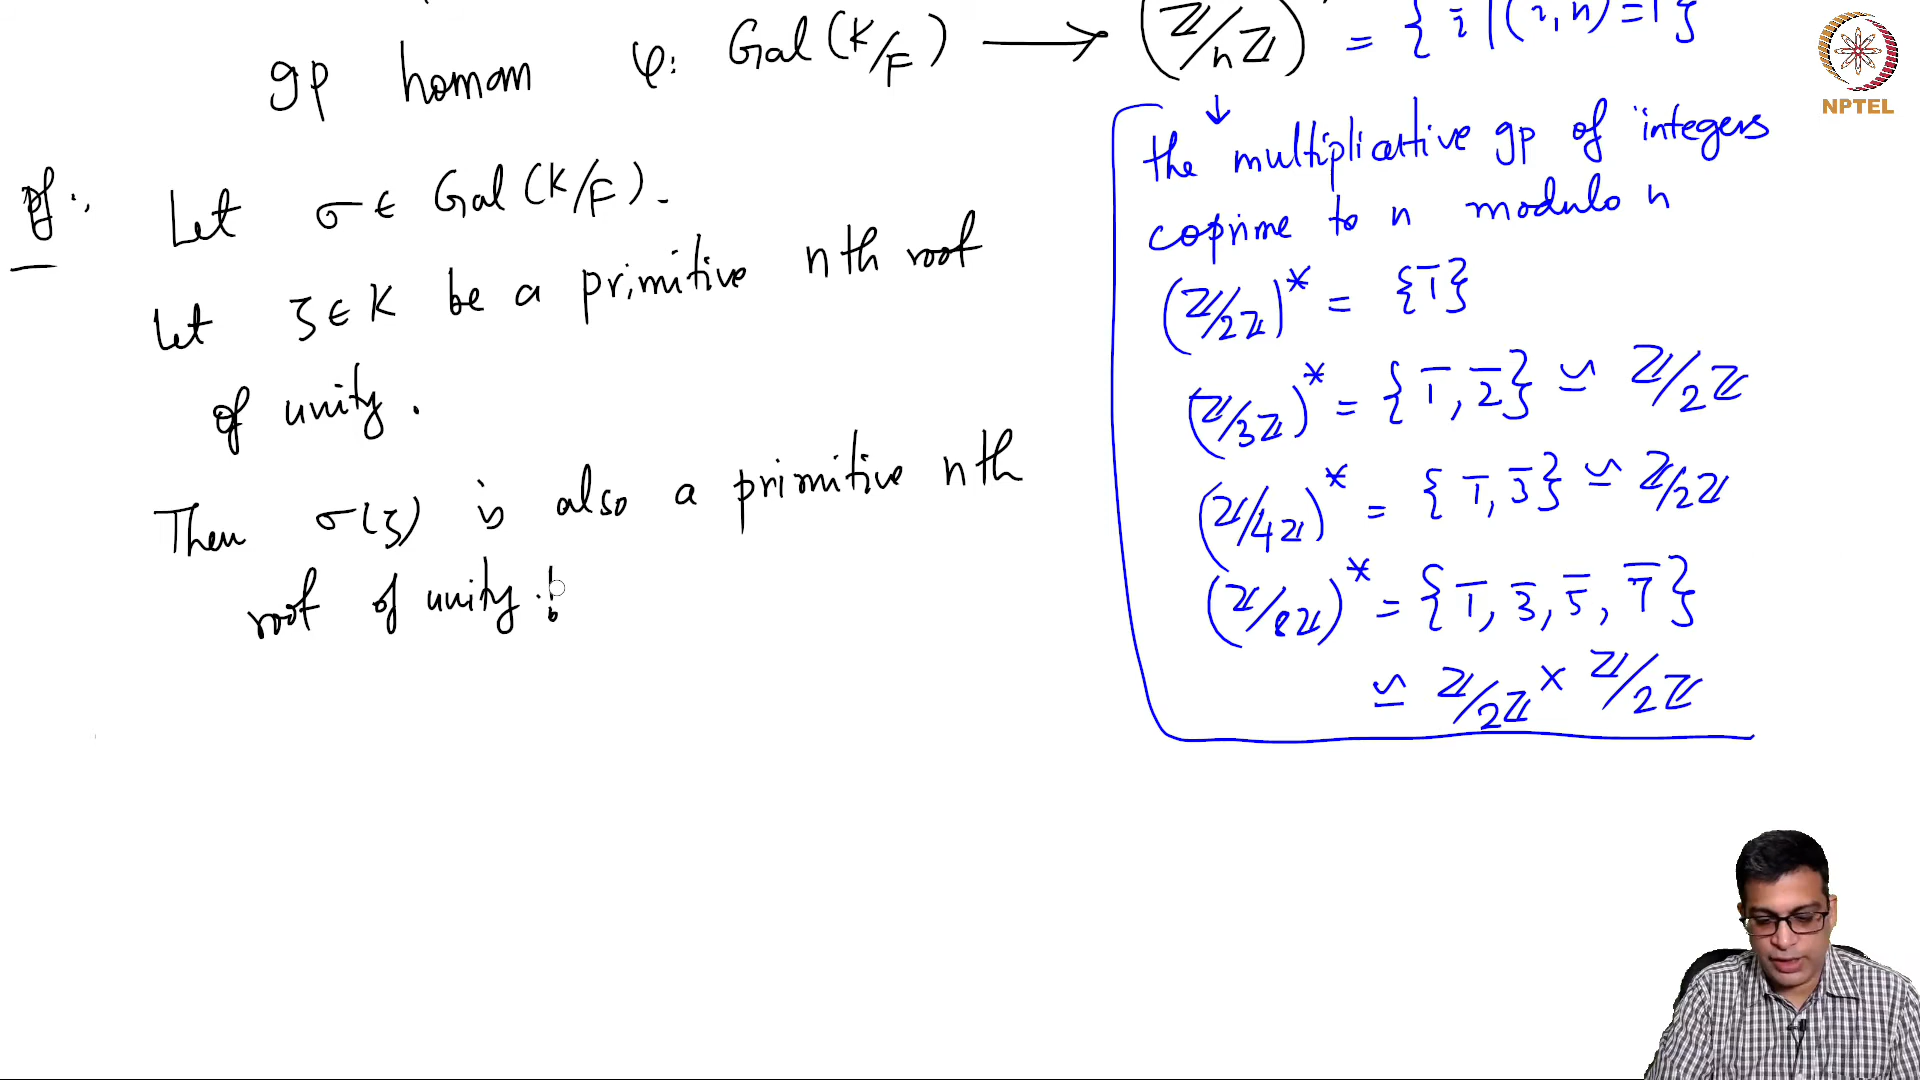 gp homom φ: Gal(K/F) ⟶ (ℤ/nℤ) = { ī | (i, n) = 1 }
Pf: Let σ ∈ Gal(K/F).
Let ζ ∈ K be a primitive nth root
of unity.
Then σ(ζ) is also a primitive nth
root of unity.
↓
the multiplicative gp of integers
coprime to n modulo n
(ℤ/2ℤ)* = {1̄}
(ℤ/3ℤ)* = {1̄, 2̄} ≃ ℤ/2ℤ
(ℤ/4ℤ)* = {1̄, 3̄} ≃ ℤ/2ℤ
(ℤ/8ℤ)* = {1̄, 3̄, 5̄, 7̄}
≃ ℤ/2ℤ × ℤ/2ℤ
NPTEL